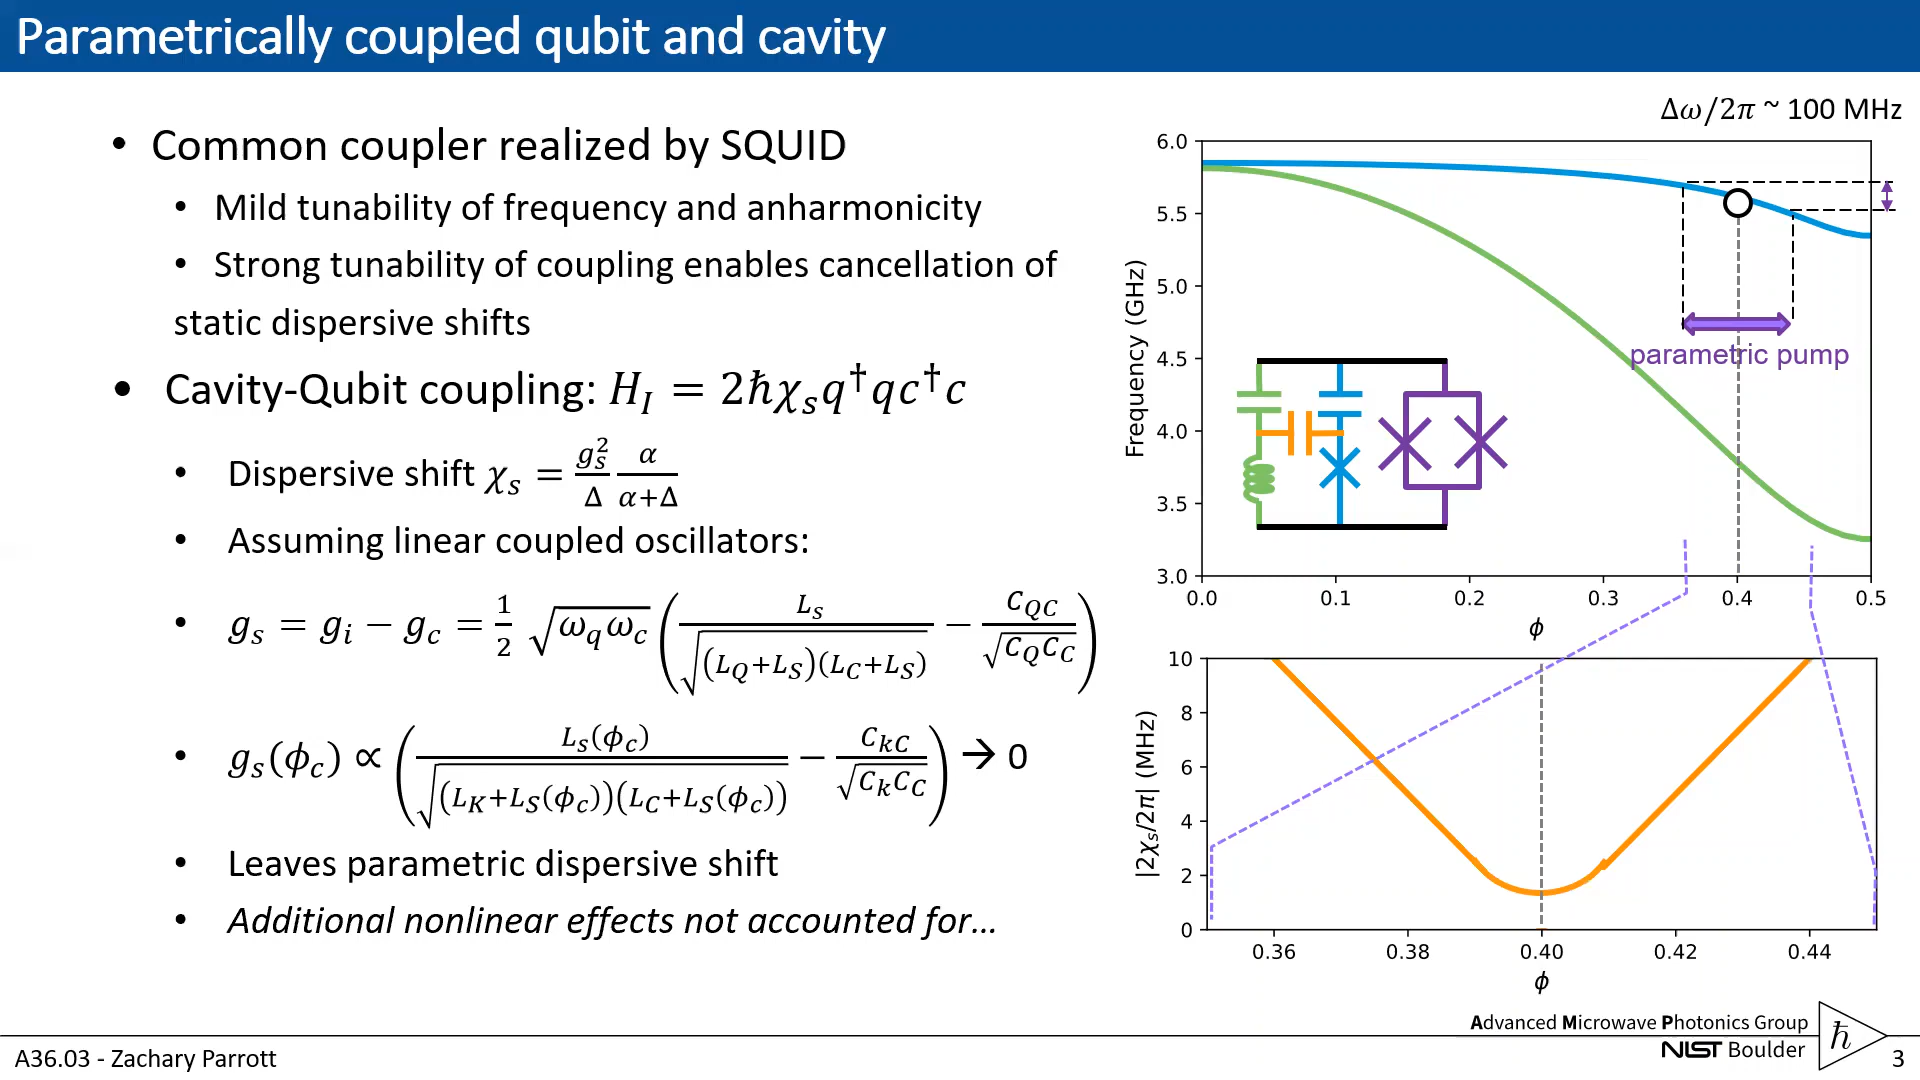 Parametrically coupled qubit and cavity
• Common coupler realized by SQUID
• Mild tunability of frequency and anharmonicity
• Strong tunability of coupling enables cancellation of
static dispersive shifts
• Cavity-Qubit coupling: H_I = 2ħχ_s q†qc†c
• Dispersive shift χ_s = g_s²/Δ α/(α+Δ)
• Assuming linear coupled oscillators:
• g_s = g_i − g_c = 1/2 √(ω_qω_c) (L_s/√((L_Q+L_S)(L_C+L_S)) − C_QC/√(C_QC_C))
• g_s(ϕ_c) ∝ (L_s(ϕ_c)/√((L_K+L_S(ϕ_c))(L_C+L_S(ϕ_c))) − C_kC/√(C_kC_C)) → 0
• Leaves parametric dispersive shift
• Additional nonlinear effects not accounted for…
Δω/2π ~ 100 MHz
Frequency (GHz)
6.0
5.5
5.0
4.5
4.0
3.5
3.0
parametric pump
0.0 0.1 0.2 0.3 0.4 0.5
ϕ
|2χ_s/2π| (MHz)
10
8
6
4
2
0
0.36 0.38 0.40 0.42 0.44
ϕ
Advanced Microwave Photonics Group
NIST Boulder
ħ
A36.03 - Zachary Parrott
3